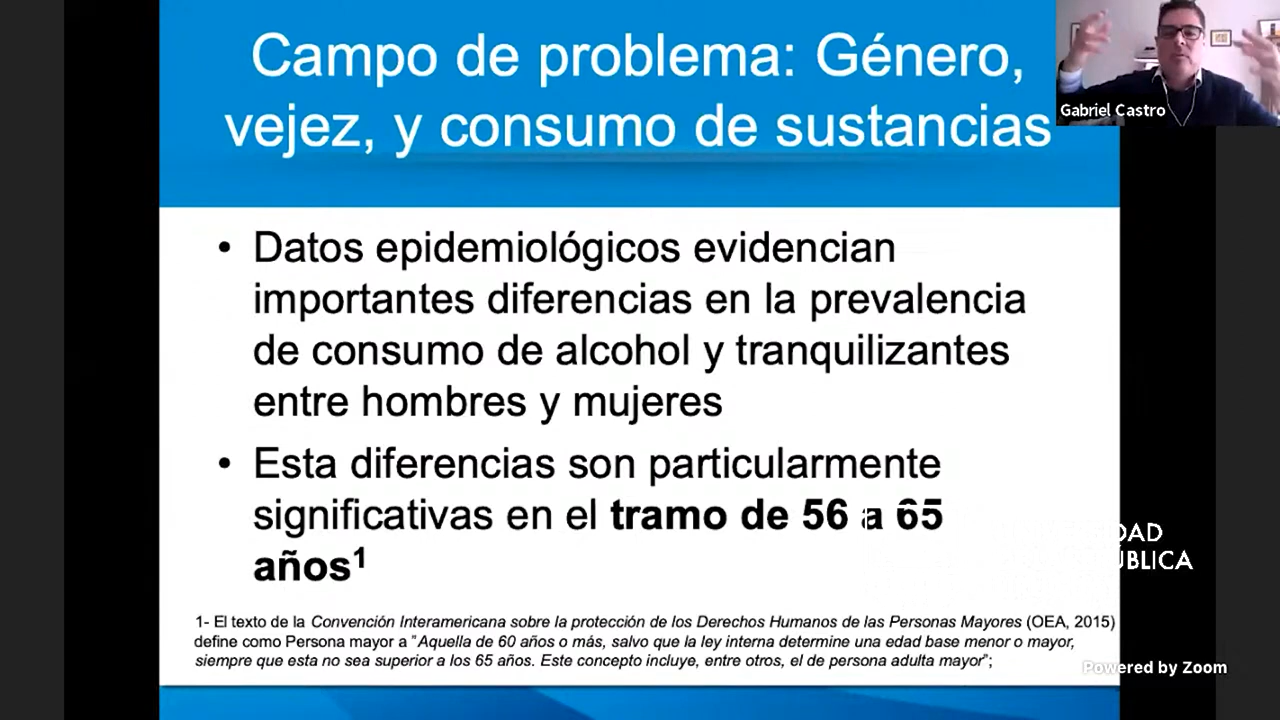 Campo de problema: Género,
vejez, y consumo de sustancias
Gabriel Castro
• Datos epidemiológicos evidencian
importantes diferencias en la prevalencia
de consumo de alcohol y tranquilizantes
entre hombres y mujeres
• Esta diferencias son particularmente
significativas en el tramo de 56 a 65
años¹
1- El texto de la Convención Interamericana sobre la protección de los Derechos Humanos de las Personas Mayores (OEA, 2015)
define como Persona mayor a "Aquella de 60 años o más, salvo que la ley interna determine una edad base menor o mayor,
siempre que esta no sea superior a los 65 años. Este concepto incluye, entre otros, el de persona adulta mayor";
Powered by Zoom